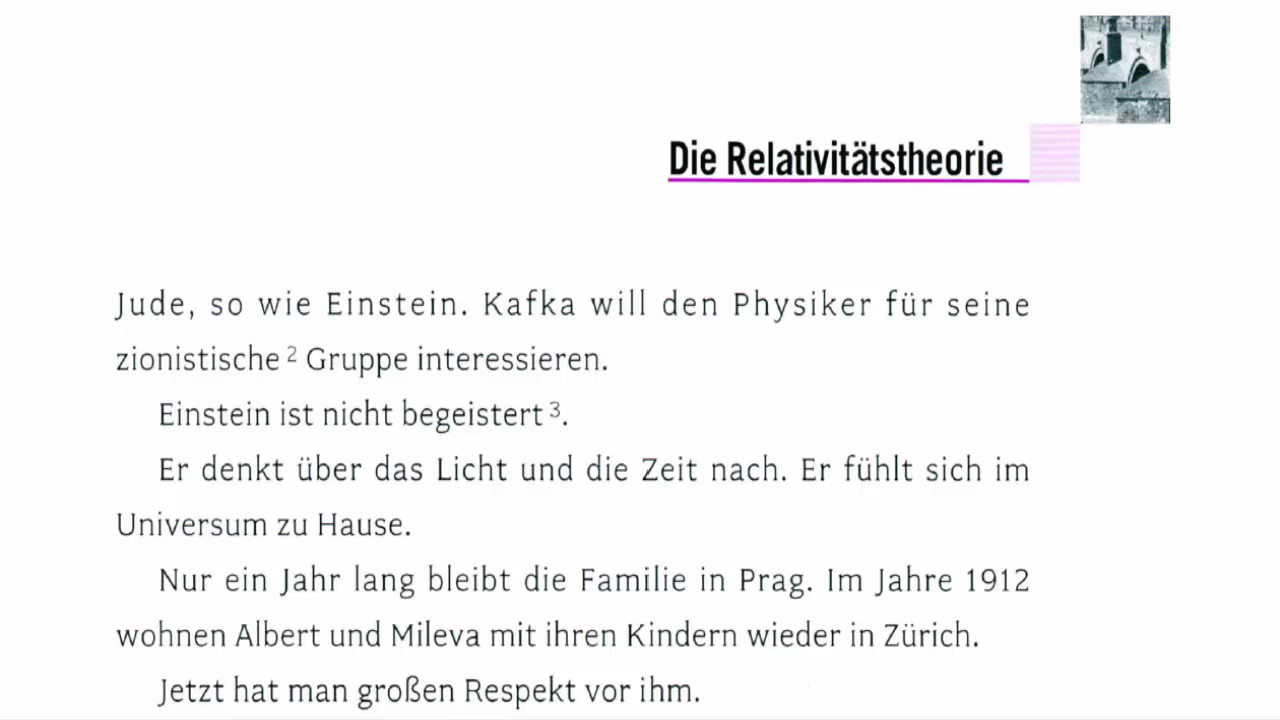 Die Relativitätstheorie
Jude, so wie Einstein. Kafka will den Physiker für seine
zionistische ² Gruppe interessieren.
Einstein ist nicht begeistert ³.
Er denkt über das Licht und die Zeit nach. Er fühlt sich im
Universum zu Hause.
Nur ein Jahr lang bleibt die Familie in Prag. Im Jahre 1912
wohnen Albert und Mileva mit ihren Kindern wieder in Zürich.
Jetzt hat man großen Respekt vor ihm.